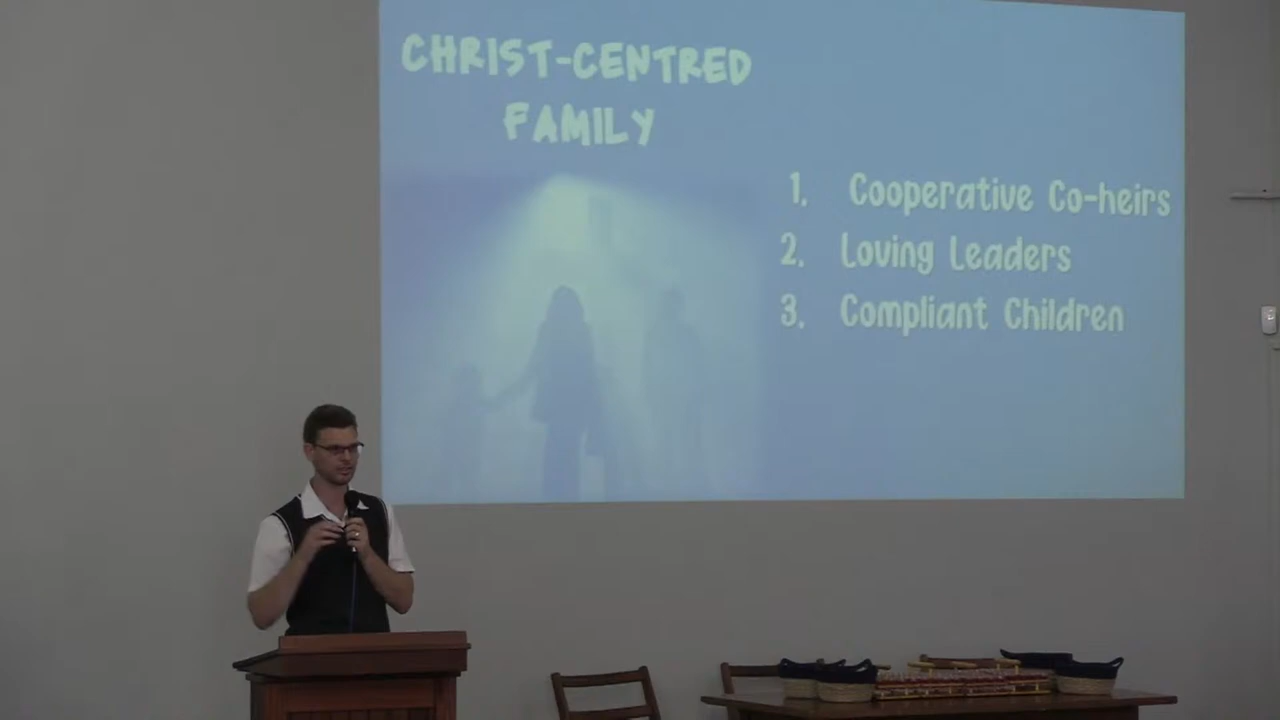 CHRIST-CENTRED
FAMILY
1. Cooperative Co-heirs
2. Loving Leaders
3. Compliant Children